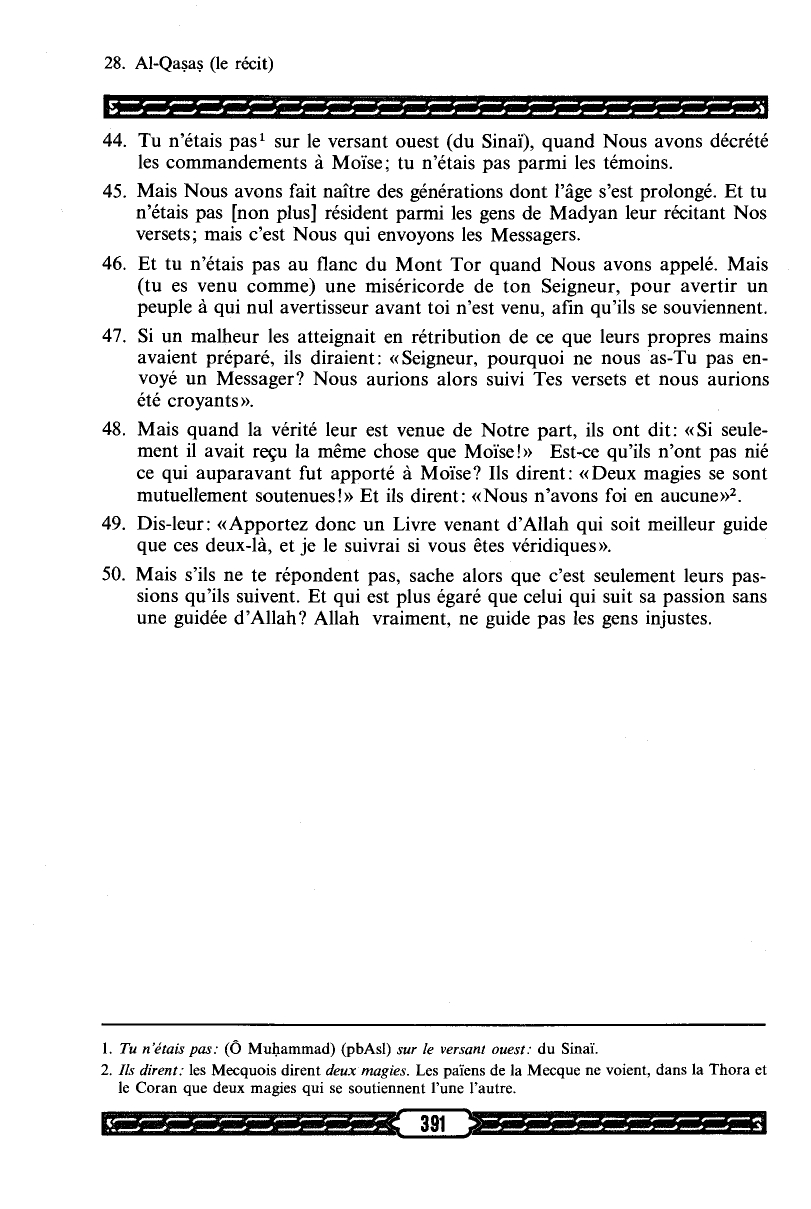 28. Al-Qaṣaṣ (le récit)
44. Tu n’étais pas¹ sur le versant ouest (du Sinaï), quand Nous avons décrété
les commandements à Moïse; tu n’étais pas parmi les témoins.
45. Mais Nous avons fait naître des générations dont l’âge s’est prolongé. Et tu
n’étais pas [non plus] résident parmi les gens de Madyan leur récitant Nos
versets; mais c’est Nous qui envoyons les Messagers.
46. Et tu n’étais pas au flanc du Mont Tor quand Nous avons appelé. Mais
(tu es venu comme) une miséricorde de ton Seigneur, pour avertir un
peuple à qui nul avertisseur avant toi n’est venu, afin qu’ils se souviennent.
47. Si un malheur les atteignait en rétribution de ce que leurs propres mains
avaient préparé, ils diraient: «Seigneur, pourquoi ne nous as-Tu pas en-
voyé un Messager? Nous aurions alors suivi Tes versets et nous aurions
été croyants».
48. Mais quand la vérité leur est venue de Notre part, ils ont dit: «Si seule-
ment il avait reçu la même chose que Moïse!» Est-ce qu’ils n’ont pas nié
ce qui auparavant fut apporté à Moïse? Ils dirent: «Deux magies se sont
mutuellement soutenues!» Et ils dirent: «Nous n’avons foi en aucune»².
49. Dis-leur: «Apportez donc un Livre venant d’Allah qui soit meilleur guide
que ces deux-là, et je le suivrai si vous êtes véridiques».
50. Mais s’ils ne te répondent pas, sache alors que c’est seulement leurs pas-
sions qu’ils suivent. Et qui est plus égaré que celui qui suit sa passion sans
une guidée d’Allah? Allah vraiment, ne guide pas les gens injustes.
1. Tu n’étais pas: (Ô Muḥammad) (pbAsl) sur le versant ouest: du Sinaï.
2. Ils dirent: les Mecquois dirent deux magies. Les païens de la Mecque ne voient, dans la Thora et
le Coran que deux magies qui se soutiennent l’une l’autre.
391